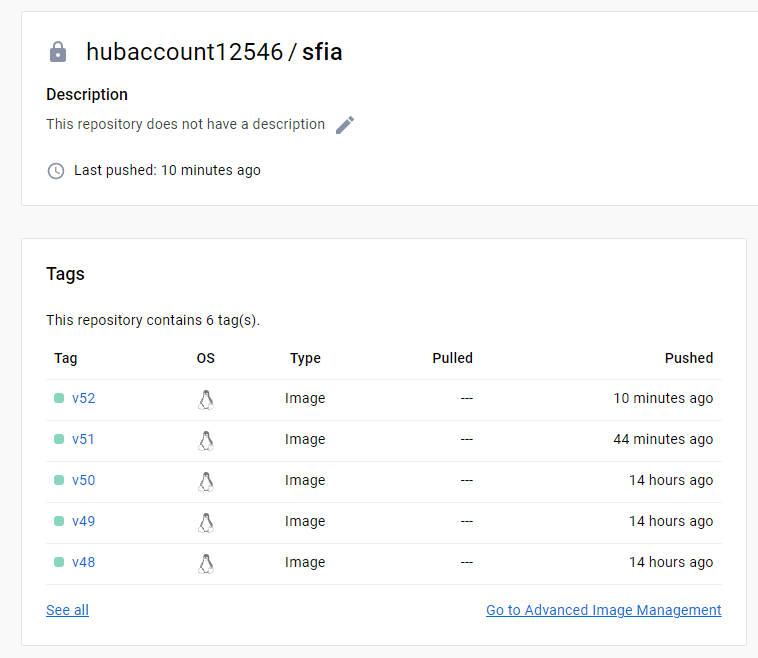 hubaccount12546 / sfia
Description
This repository does not have a description
Last pushed: 10 minutes ago
Tags
This repository contains 6 tag(s).
Tag OS Type Pulled Pushed
v52 Image --- 10 minutes ago
v51 Image --- 44 minutes ago
v50 Image --- 14 hours ago
v49 Image --- 14 hours ago
v48 Image --- 14 hours ago
See all Go to Advanced Image Management